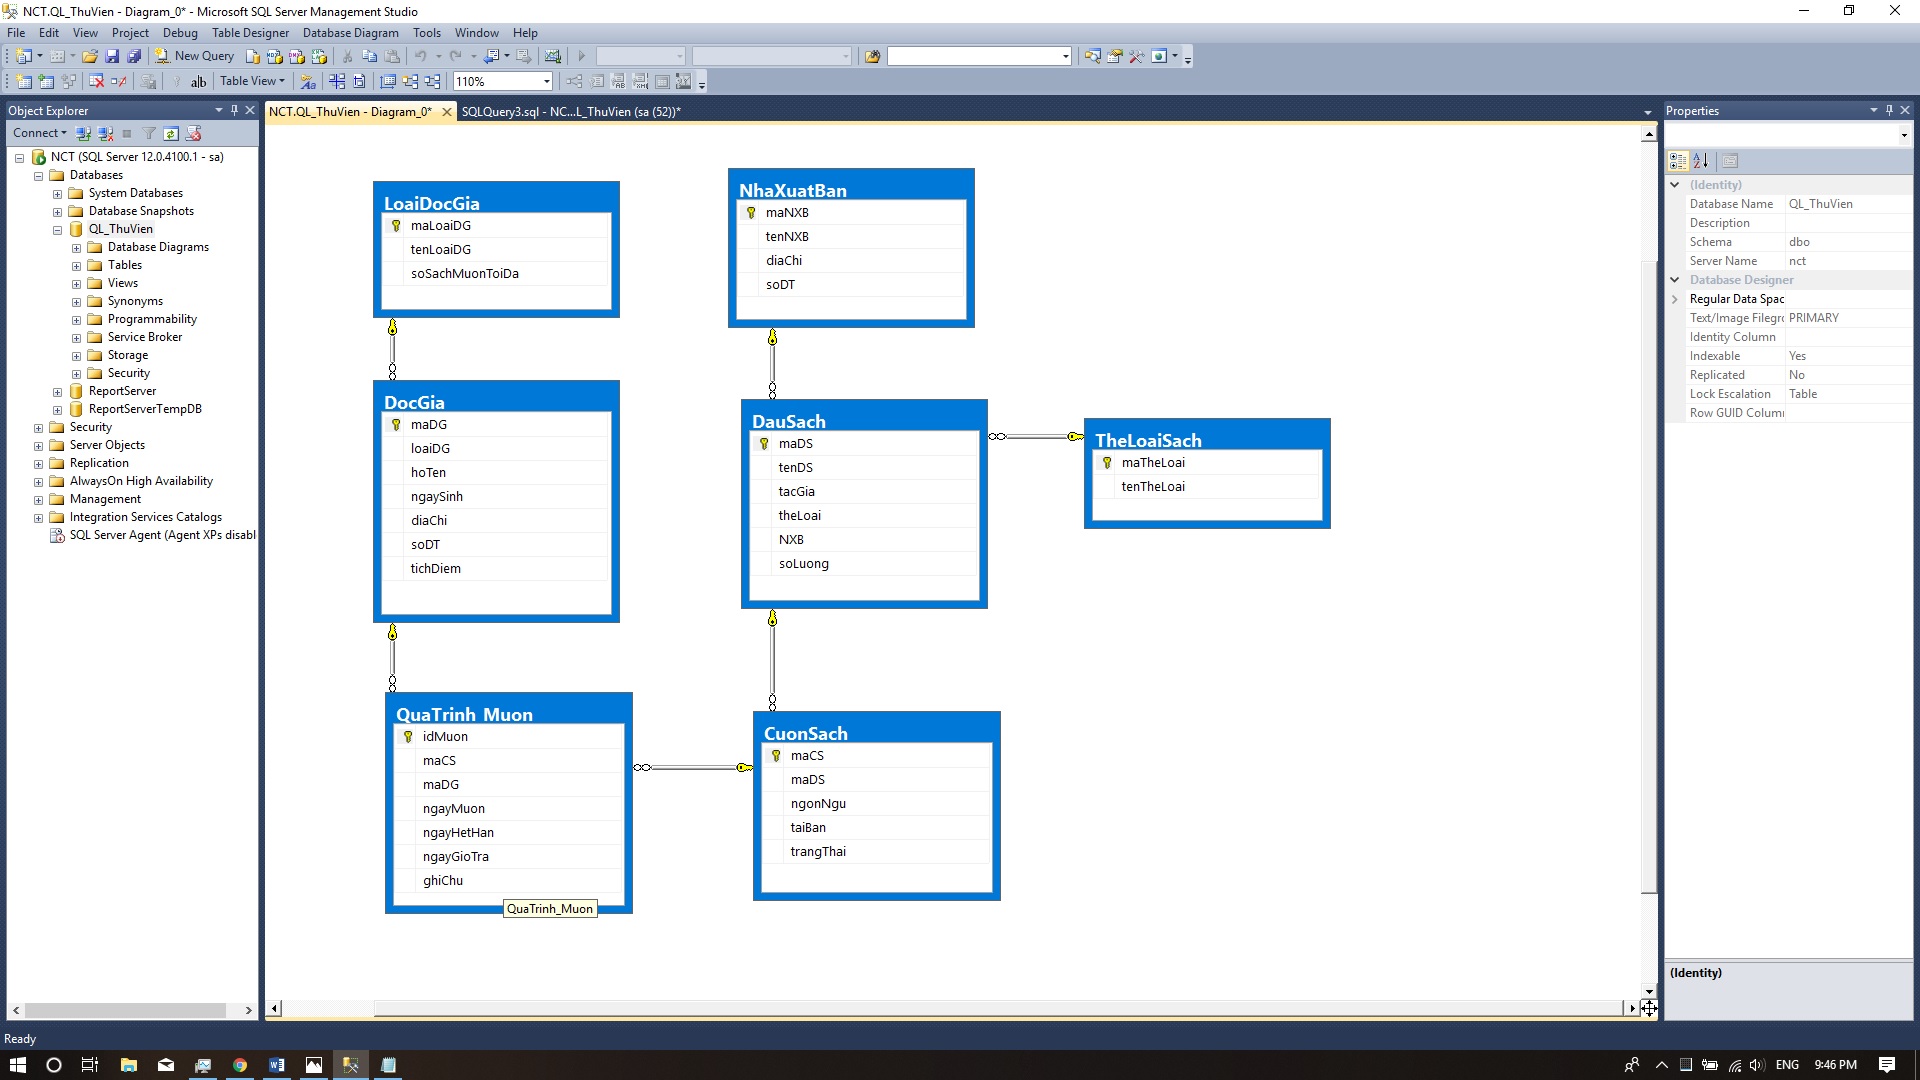 NCT.QL_ThuVien - Diagram_0* - Microsoft SQL Server Management Studio
File Edit View Project Debug Table Designer Database Diagram Tools Window Help
New Query
Table View
110%
Object Explorer
Connect
NCT (SQL Server 12.0.4100.1 - sa)
Databases
System Databases
Database Snapshots
QL_ThuVien
Database Diagrams
Tables
Views
Synonyms
Programmability
Service Broker
Storage
Security
ReportServer
ReportServerTempDB
Security
Server Objects
Replication
AlwaysOn High Availability
Management
Integration Services Catalogs
SQL Server Agent (Agent XPs disabl
NCT.QL_ThuVien - Diagram_0*
SQLQuery3.sql - NC...L_ThuVien (sa (52))*
LoaiDocGia
maLoaiDG
tenLoaiDG
soSachMuonToiDa
DocGia
maDG
loaiDG
hoTen
ngaySinh
diaChi
soDT
tichDiem
QuaTrinh_Muon
idMuon
maCS
maDG
ngayMuon
ngayHetHan
ngayGioTra
ghiChu
QuaTrinh_Muon
NhaXuatBan
maNXB
tenNXB
diaChi
soDT
DauSach
maDS
tenDS
tacGia
theLoai
NXB
soLuong
CuonSach
maCS
maDS
ngonNgu
taiBan
trangThai
TheLoaiSach
maTheLoai
tenTheLoai
Properties
(Identity)
Database Name QL_ThuVien
Description
Schema dbo
Server Name nct
Database Designer
Regular Data Spac
Text/Image Filegro PRIMARY
Identity Column
Indexable Yes
Replicated No
Lock Escalation Table
Row GUID Colum
(Identity)
Ready
ENG 9:46 PM